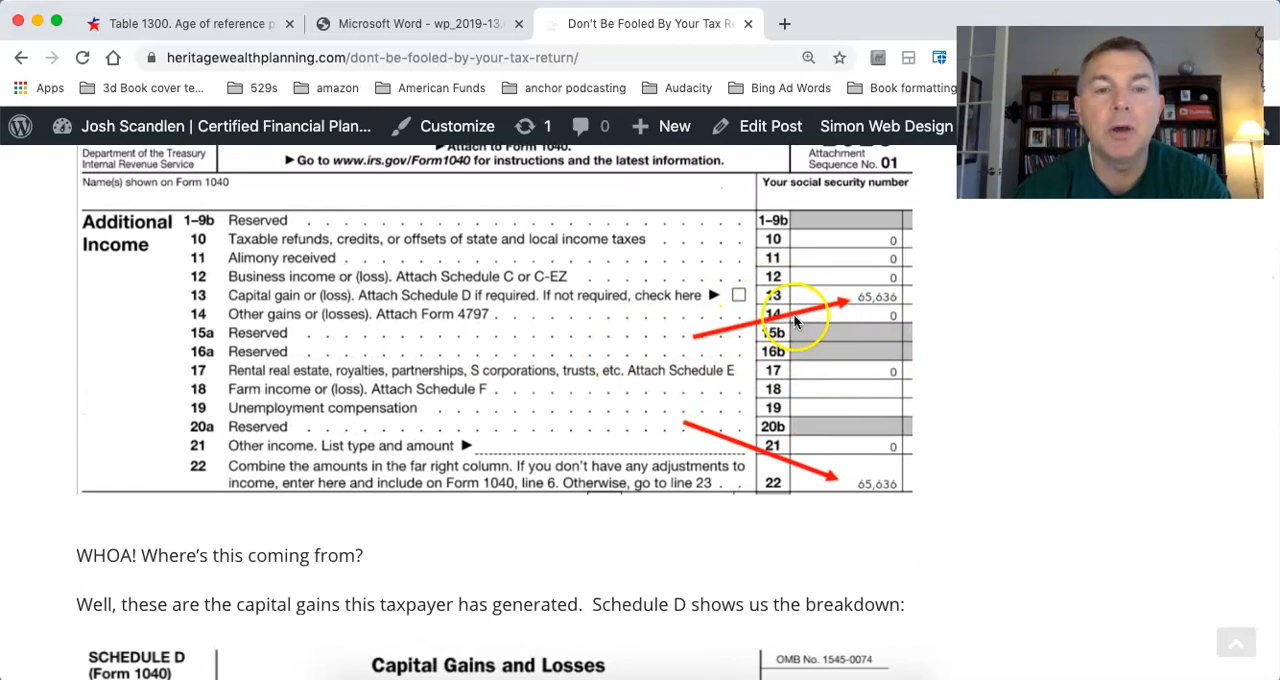 Table 1300. Age of reference p
Microsoft Word - wp_2019-13.
Don't Be Fooled By Your Tax Re
heritagewealthplanning.com/dont-be-fooled-by-your-tax-return/
Apps 3d Book cover te... 529s amazon American Funds anchor podcasting Audacity Bing Ad Words Book formatting
Josh Scandlen | Certified Financial Plan... Customize 1 0 New Edit Post Simon Web Design
Department of the Treasury
Internal Revenue Service
▶ Attach to Form 1040.
▶ Go to www.irs.gov/Form1040 for instructions and the latest information.
Attachment
Sequence No. 01
Name(s) shown on Form 1040 Your social security number
Additional Income
1–9b Reserved 1–9b
10 Taxable refunds, credits, or offsets of state and local income taxes 10 0
11 Alimony received 11 0
12 Business income or (loss). Attach Schedule C or C-EZ 12 0
13 Capital gain or (loss). Attach Schedule D if required. If not required, check here ▶ 13 65,636
14 Other gains or (losses). Attach Form 4797 14 0
15a Reserved 15b
16a Reserved 16b
17 Rental real estate, royalties, partnerships, S corporations, trusts, etc. Attach Schedule E 17 0
18 Farm income or (loss). Attach Schedule F 18
19 Unemployment compensation 19
20a Reserved 20b
21 Other income. List type and amount ▶ 21 0
22 Combine the amounts in the far right column. If you don't have any adjustments to
income, enter here and include on Form 1040, line 6. Otherwise, go to line 23 22 65,636
WHOA! Where's this coming from?
Well, these are the capital gains this taxpayer has generated. Schedule D shows us the breakdown:
SCHEDULE D
(Form 1040)
Capital Gains and Losses
OMB No. 1545-0074